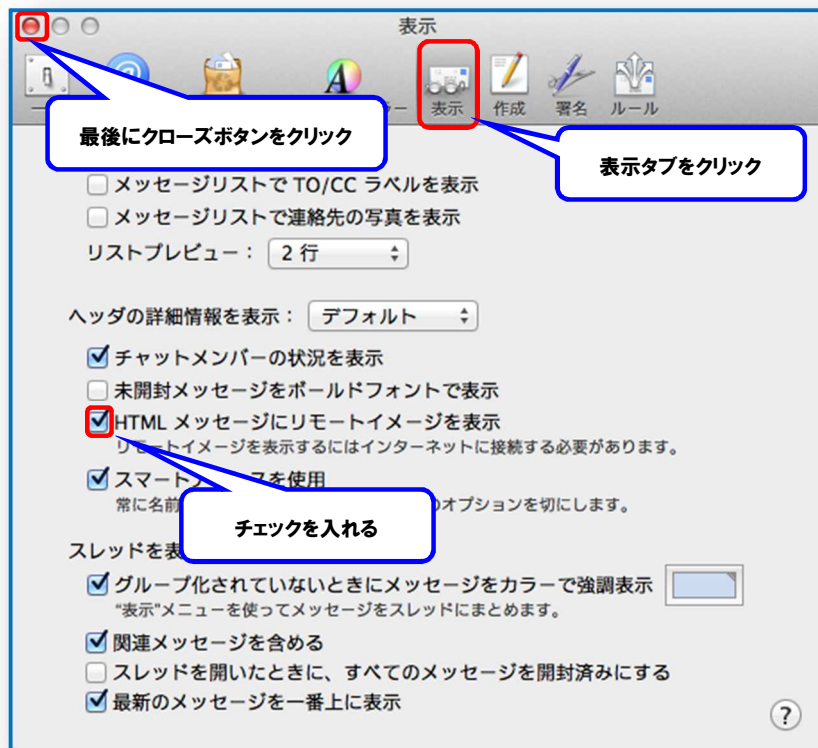 表示
表示
作成
署名
ルール
最後にクローズボタンをクリック
表示タブをクリック
メッセージリストで TO/CC ラベルを表示
メッセージリストで連絡先の写真を表示
リストプレビュー： 2 行
ヘッダの詳細情報を表示： デフォルト
チャットメンバーの状況を表示
未開封メッセージをボールドフォントで表示
HTML メッセージにリモートイメージを表示
リモートイメージを表示するにはインターネットに接続する必要があります。
を使用
常に名前
オプションを切にします。
チェックを入れる
スレッドを表
グループ化されていないときにメッセージをカラーで強調表示
“表示”メニューを使ってメッセージをスレッドにまとめます。
関連メッセージを含める
スレッドを開いたときに、すべてのメッセージを開封済みにする
最新のメッセージを一番上に表示
?